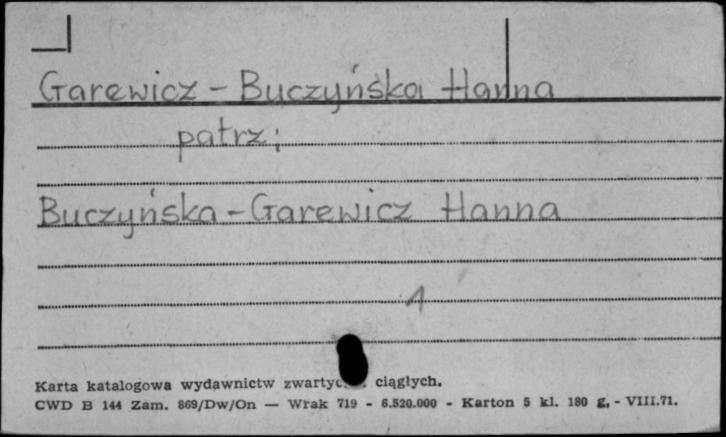 Garewicz - Buczyńska Hanna
patrz:
Buczyńska-Garewicz Hanna
1
Karta katalogowa wydawnictw ciągłych.
CWD B 144 Zam. 869/Dw/On — Wrak 719 - 6.520.000 - Karton 5 kl. 180 g, - VIII.71.